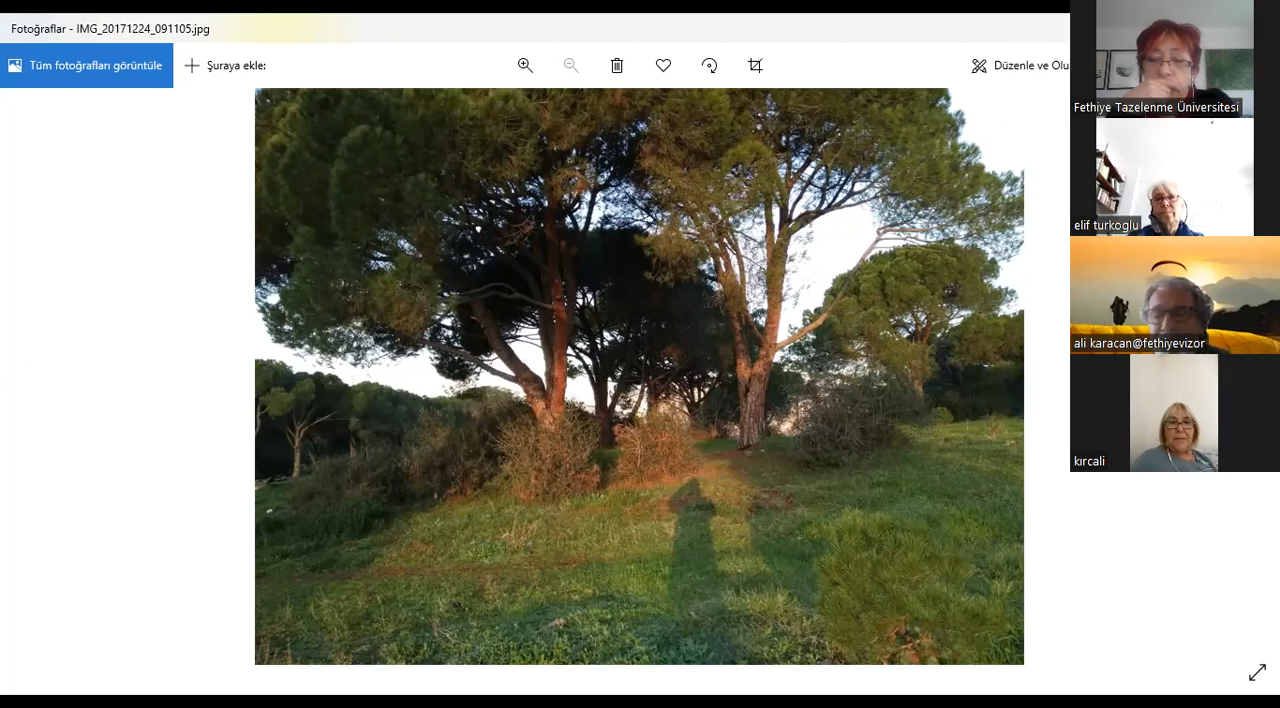 Fotoğraflar - IMG_20171224_091105.jpg
Tüm fotoğrafları görüntüle
Şuraya ekle:
Düzenle ve Olu
Fethiye Tazelenme Üniversitesi
elif turkoglu
ali karacan@fethiyevizor
kırcali